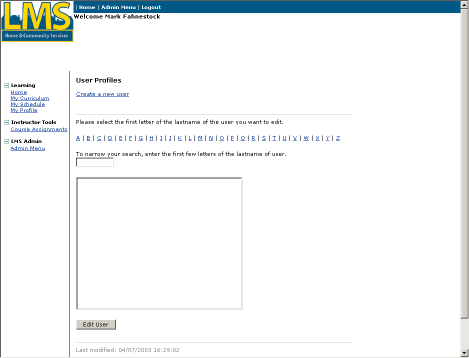 LMS
Home & Community Services
| Home | Admin Menu | Logout
Welcome Mark Fahnestock
Learning
Home
My Curriculum
My Schedule
My Profile
Instructor Tools
Course Assignments
LMS Admin
Admin Menu
User Profiles
Create a new user
Please select the first letter of the lastname of the user you want to edit.
A | B | C | D | E | F | G | H | I | J | K | L | M | N | O | P | Q | R | S | T | U | V | W | X | Y | Z
To narrow your search, enter the first few letters of the lastname of user.
Edit User
Last modified: 04/07/2003 16:29:02